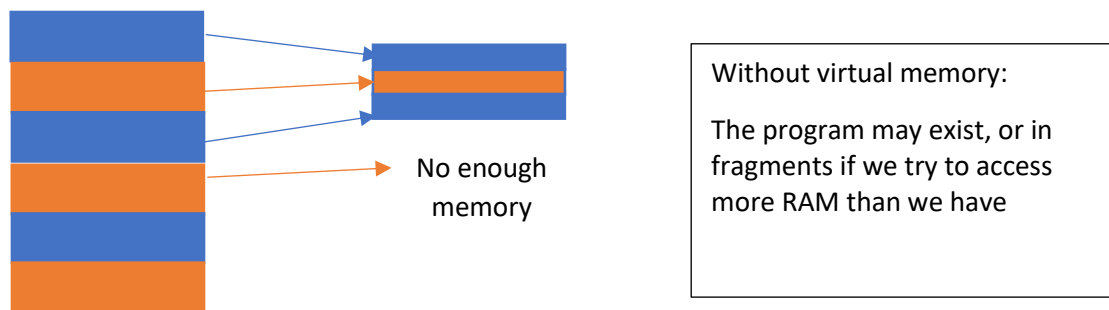 No enough
memory
Without virtual memory:
The program may exist, or in
fragments if we try to access
more RAM than we have